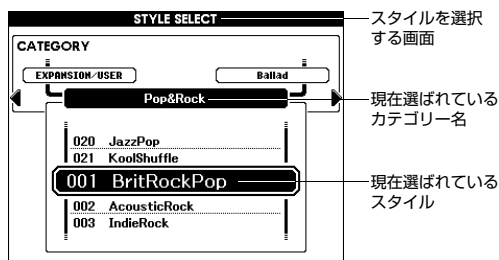 STYLE SELECT
スタイルを選択
する画面
CATEGORY
EXPANSION/USER
Ballad
Pop&Rock
現在選ばれている
カテゴリー名
020 JazzPop
021 KoolShuffle
001 BritRockPop
現在選ばれている
スタイル
002 AcousticRock
003 IndieRock